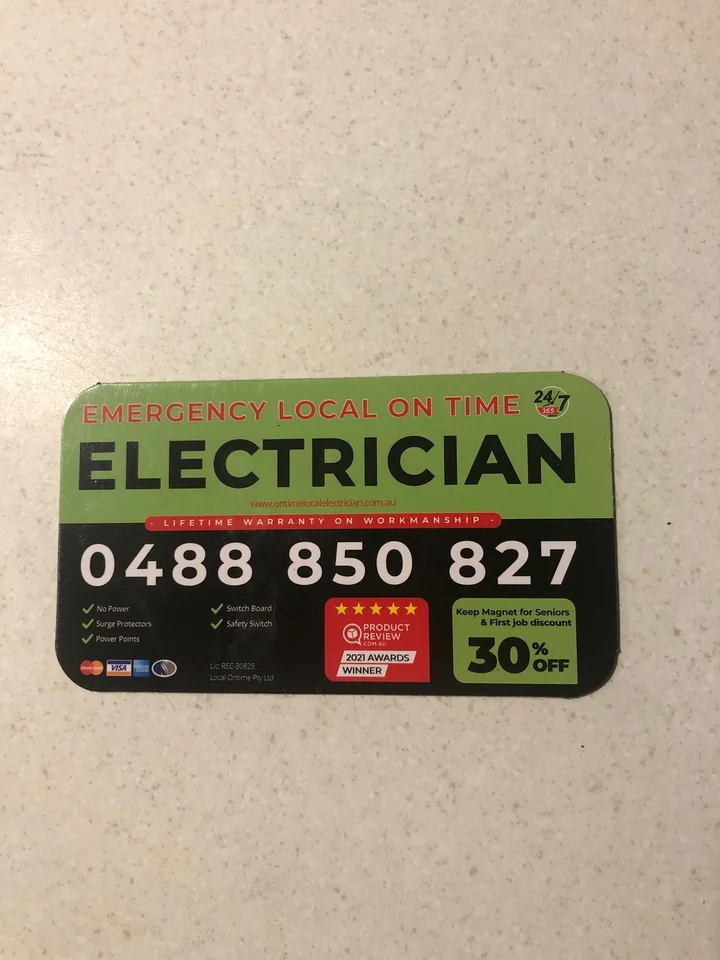 EMERGENCY LOCAL ON TIME
24/7
365
ELECTRICIAN
www.ontimelocalelectrician.com.au
- LIFETIME WARRANTY ON WORKMANSHIP -
0488 850 827
No Power
Surge Protectors
Power Points
Switch Board
Safety Switch
MasterCard
VISA
Lic: REC-30825
Local Ontime Pty Ltd
PRODUCT
REVIEW
.COM.AU
2021 AWARDS
WINNER
Keep Magnet for Seniors
& First job discount
30% OFF